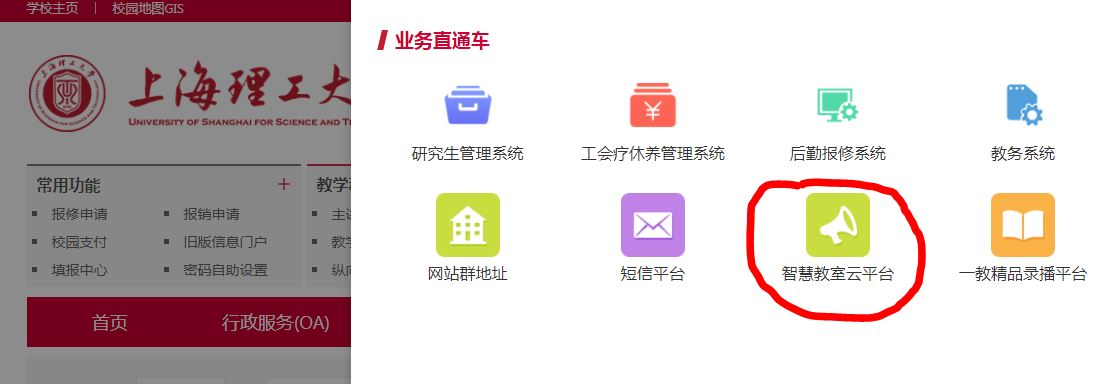 学校主页 | 校园地图GIS
上海理工大
UNIVERSITY OF SHANGHAI FOR SCIENCE AND
常用功能 +
教学
报修申请 报销申请
校园支付 旧版信息门户
教学
填报中心 密码自助设置
纵向
首页 行政服务(OA)
业务直通车
研究生管理系统 工会疗休养管理系统 后勤报修系统 教务系统
网站群地址 短信平台 智慧教室云平台 一教精品录播平台